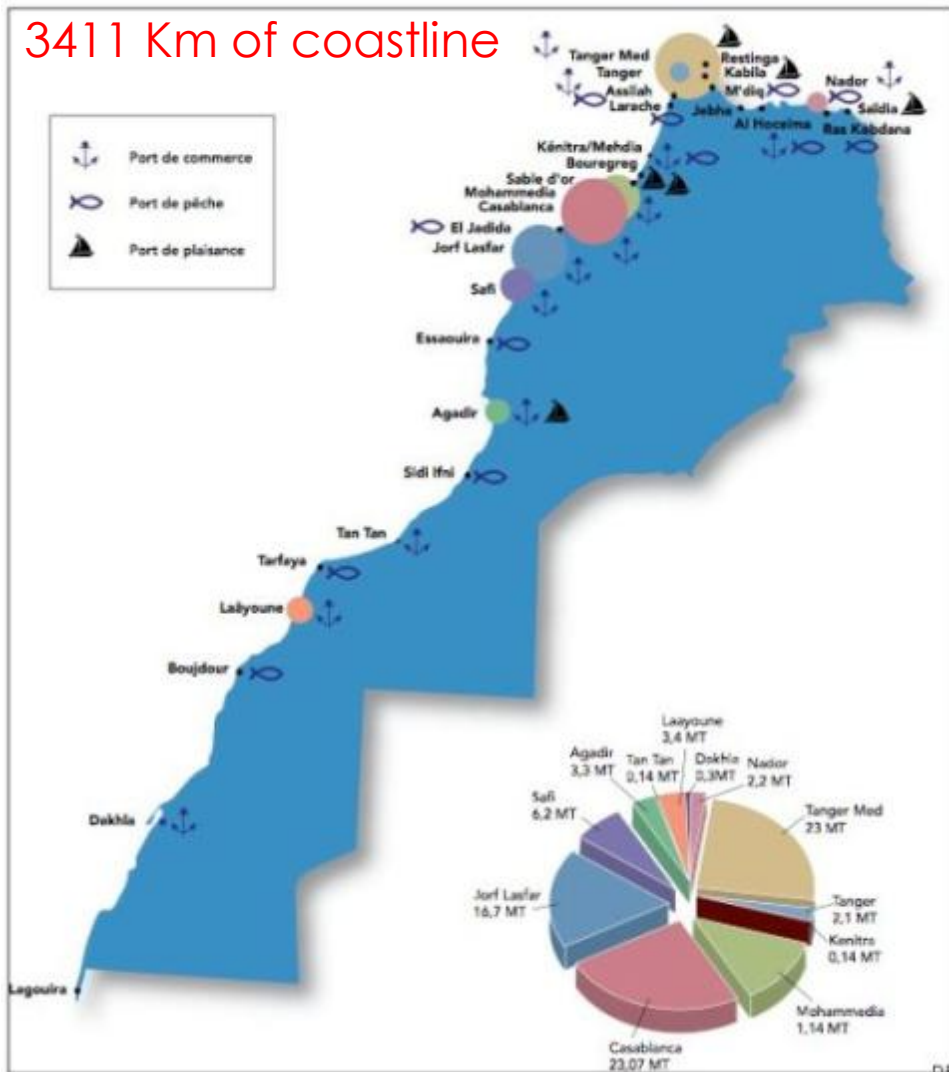 3411 Km of coastline
Port de commerce
Port de pêche
Port de plaisance
Tanger Med
Tanger
Assilah
Larache
Restinga
Kabila
M'diq
Jebha
Al Hoceima
Nador
Saïdia
Ras Kabdana
Kénitra/Mehdia
Bouregreg
Sable d'or
Mohammedia
Casablanca
El Jadida
Jorf Lasfar
Safi
Essaouira
Agadir
Sidi Ifni
Tan Tan
Tarfaya
Laâyoune
Boujdour
Dakhla
Lagouira
Laayoune
3,4 MT
Agadir
3,3 MT
Tan Tan
0,14 MT
Dakhla
0,3MT
Nador
2,2 MT
Safi
6,2 MT
Tanger Med
23 MT
Jorf Lasfar
16,7 MT
Tanger
2,1 MT
Kenitra
0,14 MT
Mohammedia
1,14 MT
Casablanca
23,07 MT